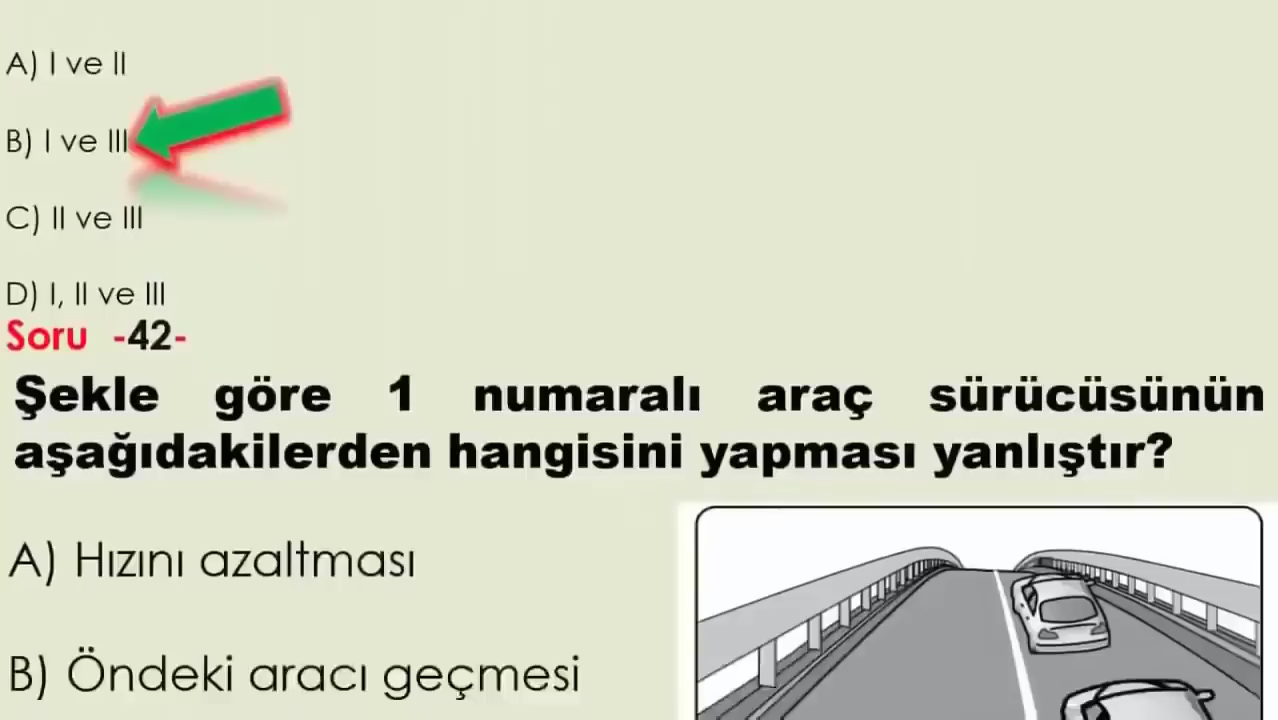 A) I ve II
B) I ve III
C) II ve III
D) I, II ve III
Soru -42-
Şekle göre 1 numaralı araç sürücüsünün
aşağıdakilerden hangisini yapması yanlıştır?
A) Hızını azaltması
B) Öndeki aracı geçmesi